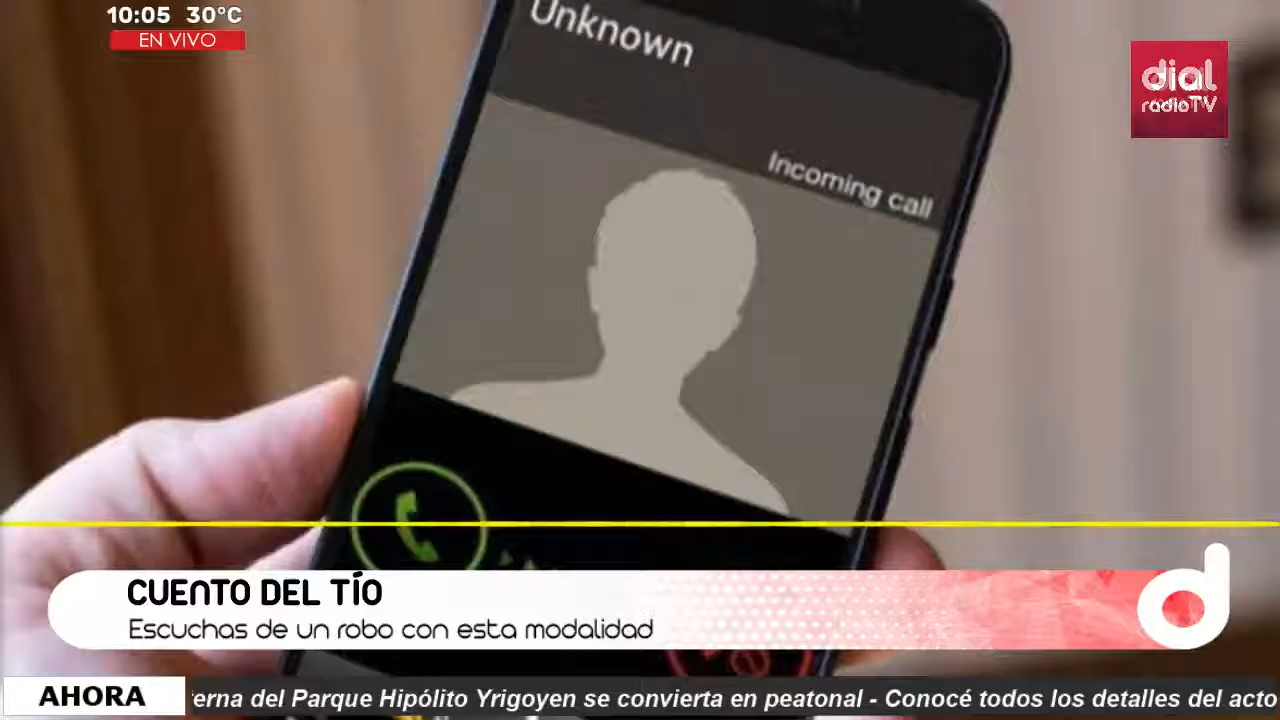 10:05 30°C
EN VIVO
dial
radioTV
Unknown
Incoming call
CUENTO DEL TÍO
Escuchas de un robo con esta modalidad
AHORA
terna del Parque Hipólito Yrigoyen se convierta en peatonal - Conocé todos los detalles del acto